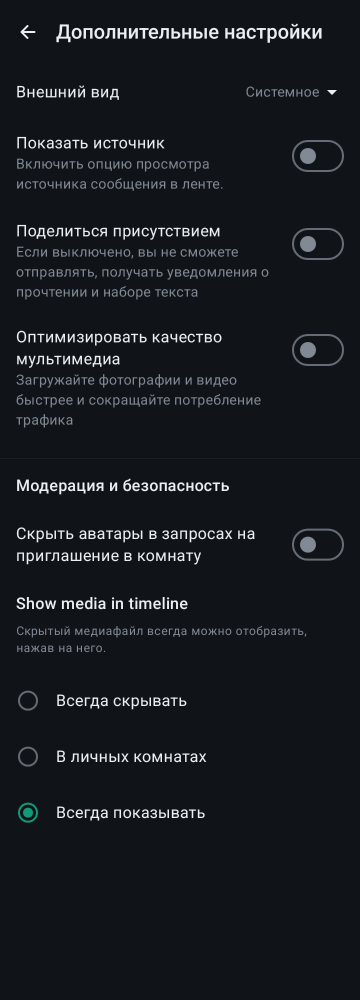 Дополнительные настройки
Внешний вид
Системное
Показать источник
Включить опцию просмотра
источника сообщения в ленте.
Поделиться присутствием
Если выключено, вы не сможете
отправлять, получать уведомления о
прочтении и наборе текста
Оптимизировать качество
мультимедиа
Загружайте фотографии и видео
быстрее и сокращайте потребление
трафика
Модерация и безопасность
Скрыть аватары в запросах на
приглашение в комнату
Show media in timeline
Скрытый медиафайл всегда можно отобразить,
нажав на него.
Всегда скрывать
В личных комнатах
Всегда показывать